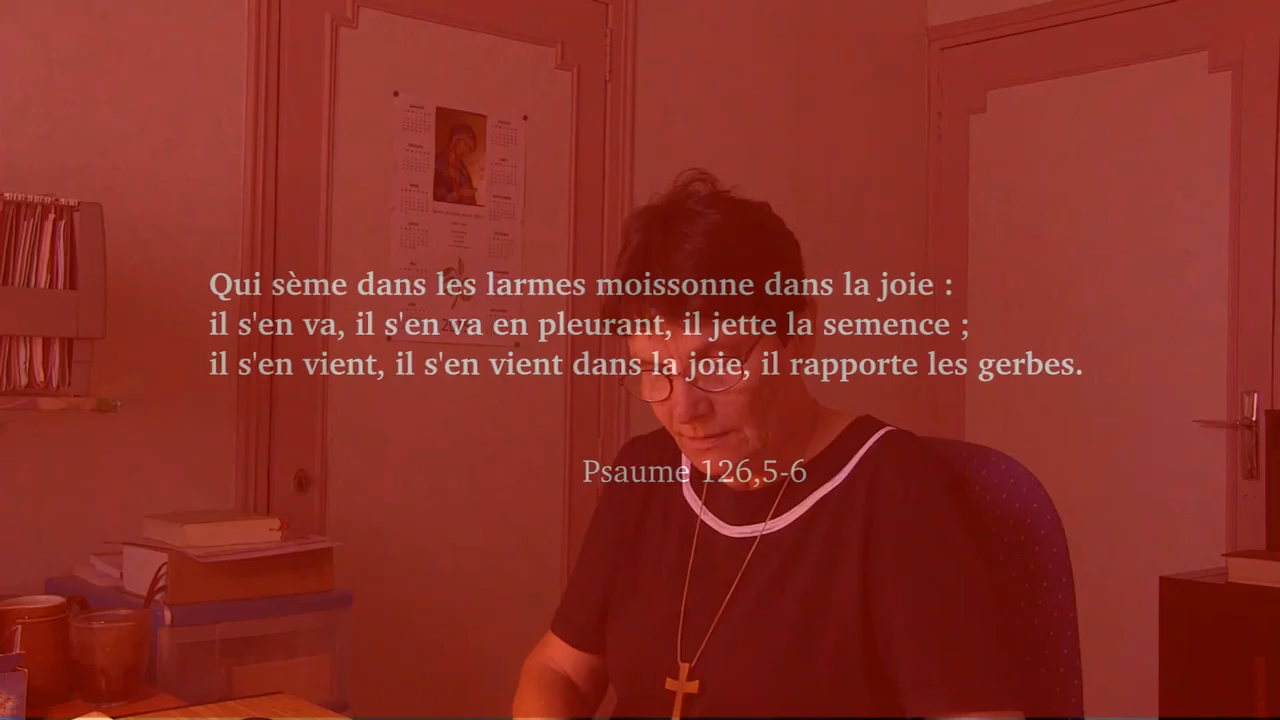 Qui sème dans les larmes moissonne dans la joie :
il s'en va, il s'en va en pleurant, il jette la semence ;
il s'en vient, il s'en vient dans la joie, il rapporte les gerbes.
Psaume 126,5-6